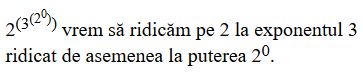 2^(3^(2^0)) vrem să ridicăm pe 2 la exponentul 3
ridicat de asemenea la puterea 2^0.